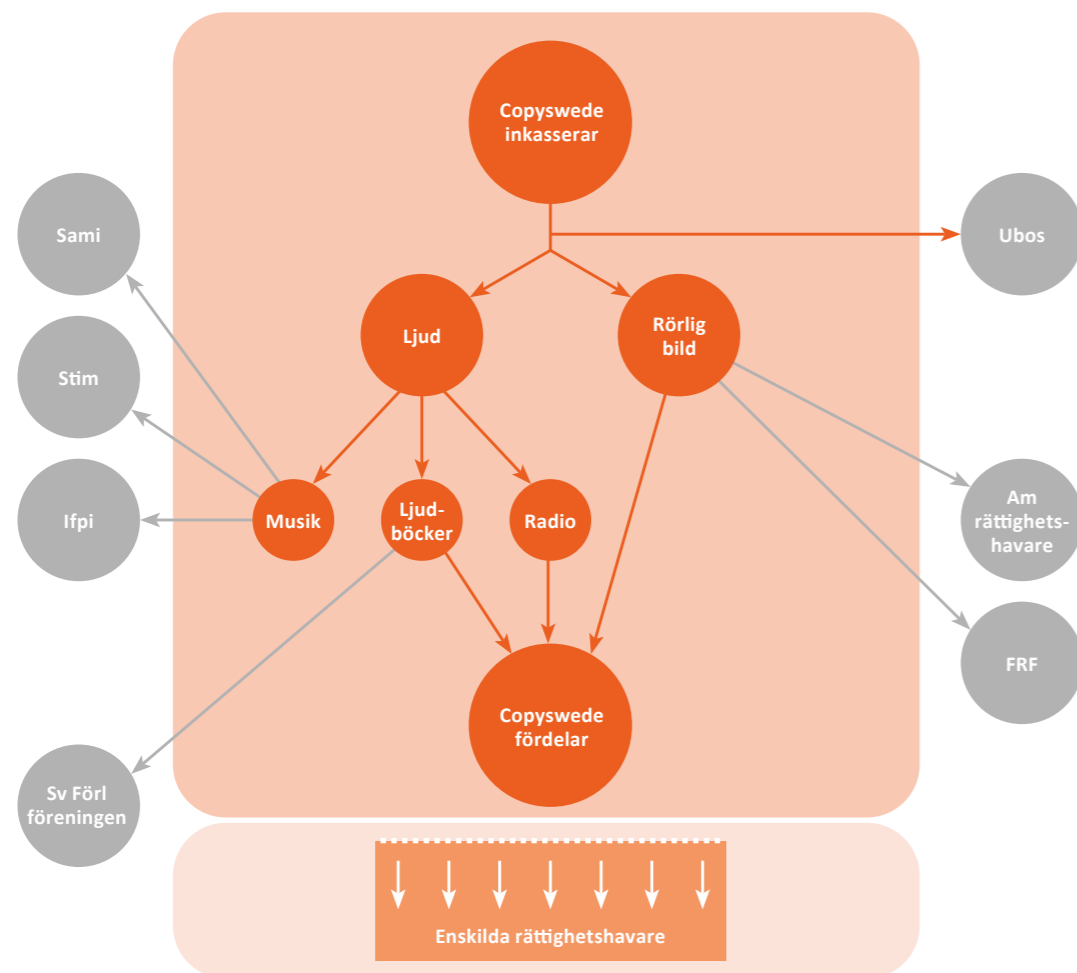 Copyswede
inkasserar
Sami
Ubos
Ljud
Rörlig
bild
Stim
Ifpi
Musik
Ljud-
böcker
Radio
Am
rättighets-
havare
FRF
Copyswede
fördelar
Sv Förl
föreningen
Enskilda rättighetshavare